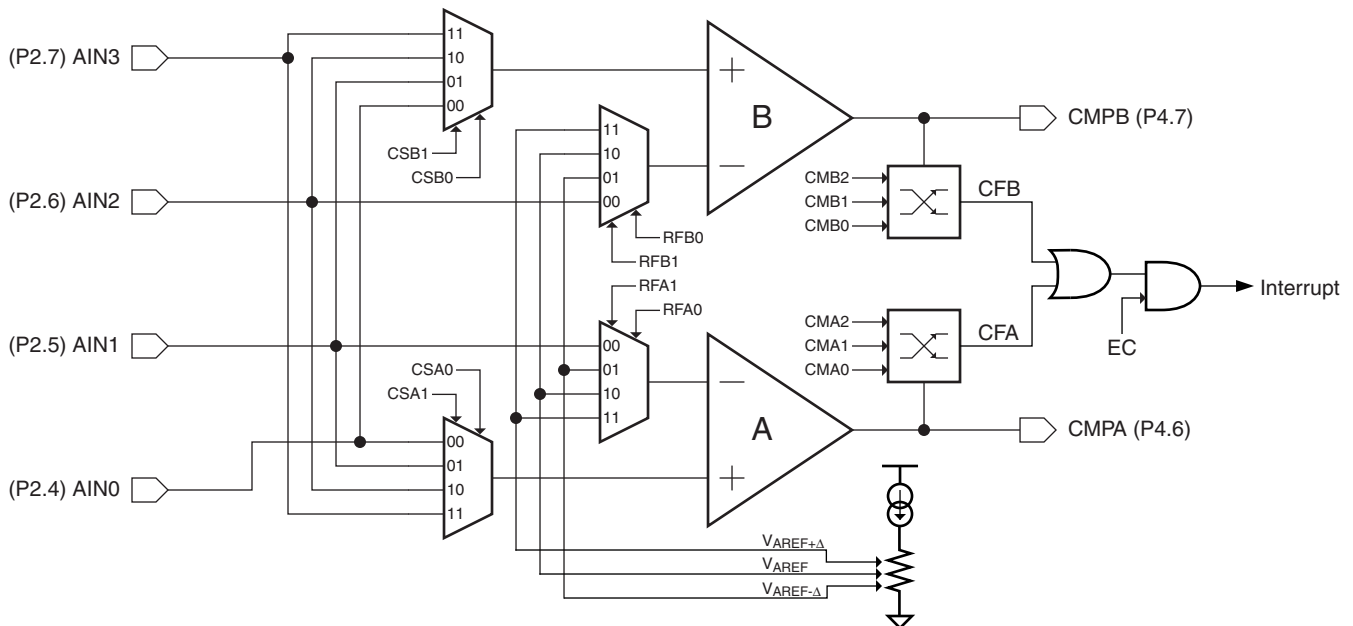 (P2.7) AIN3
11
10
01
00
CSB1
CSB0
B
CMPB (P4.7)
11
10
01
00
RFB0
RFB1
CMB2
CMB1
CMB0
CFB
(P2.6) AIN2
(P2.5) AIN1
RFA1
RFA0
00
01
10
11
CMA2
CMA1
CMA0
CFA
EC
Interrupt
CSA0
CSA1
00
01
10
11
A
CMPA (P4.6)
(P2.4) AIN0
VAREF+Δ
VAREF
VAREF-Δ